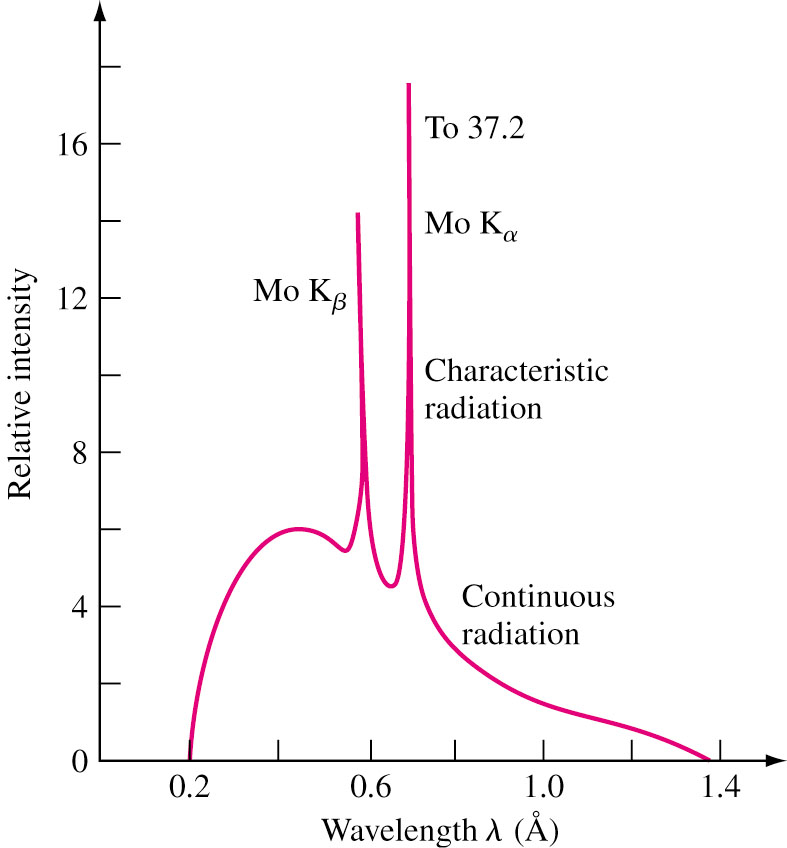 To 37.2
16
Mo Kα
Mo Kβ
12
Characteristic
radiation
8
Continuous
radiation
4
0
0.2 0.6 1.0 1.4
Wavelength λ (Å)
Relative intensity